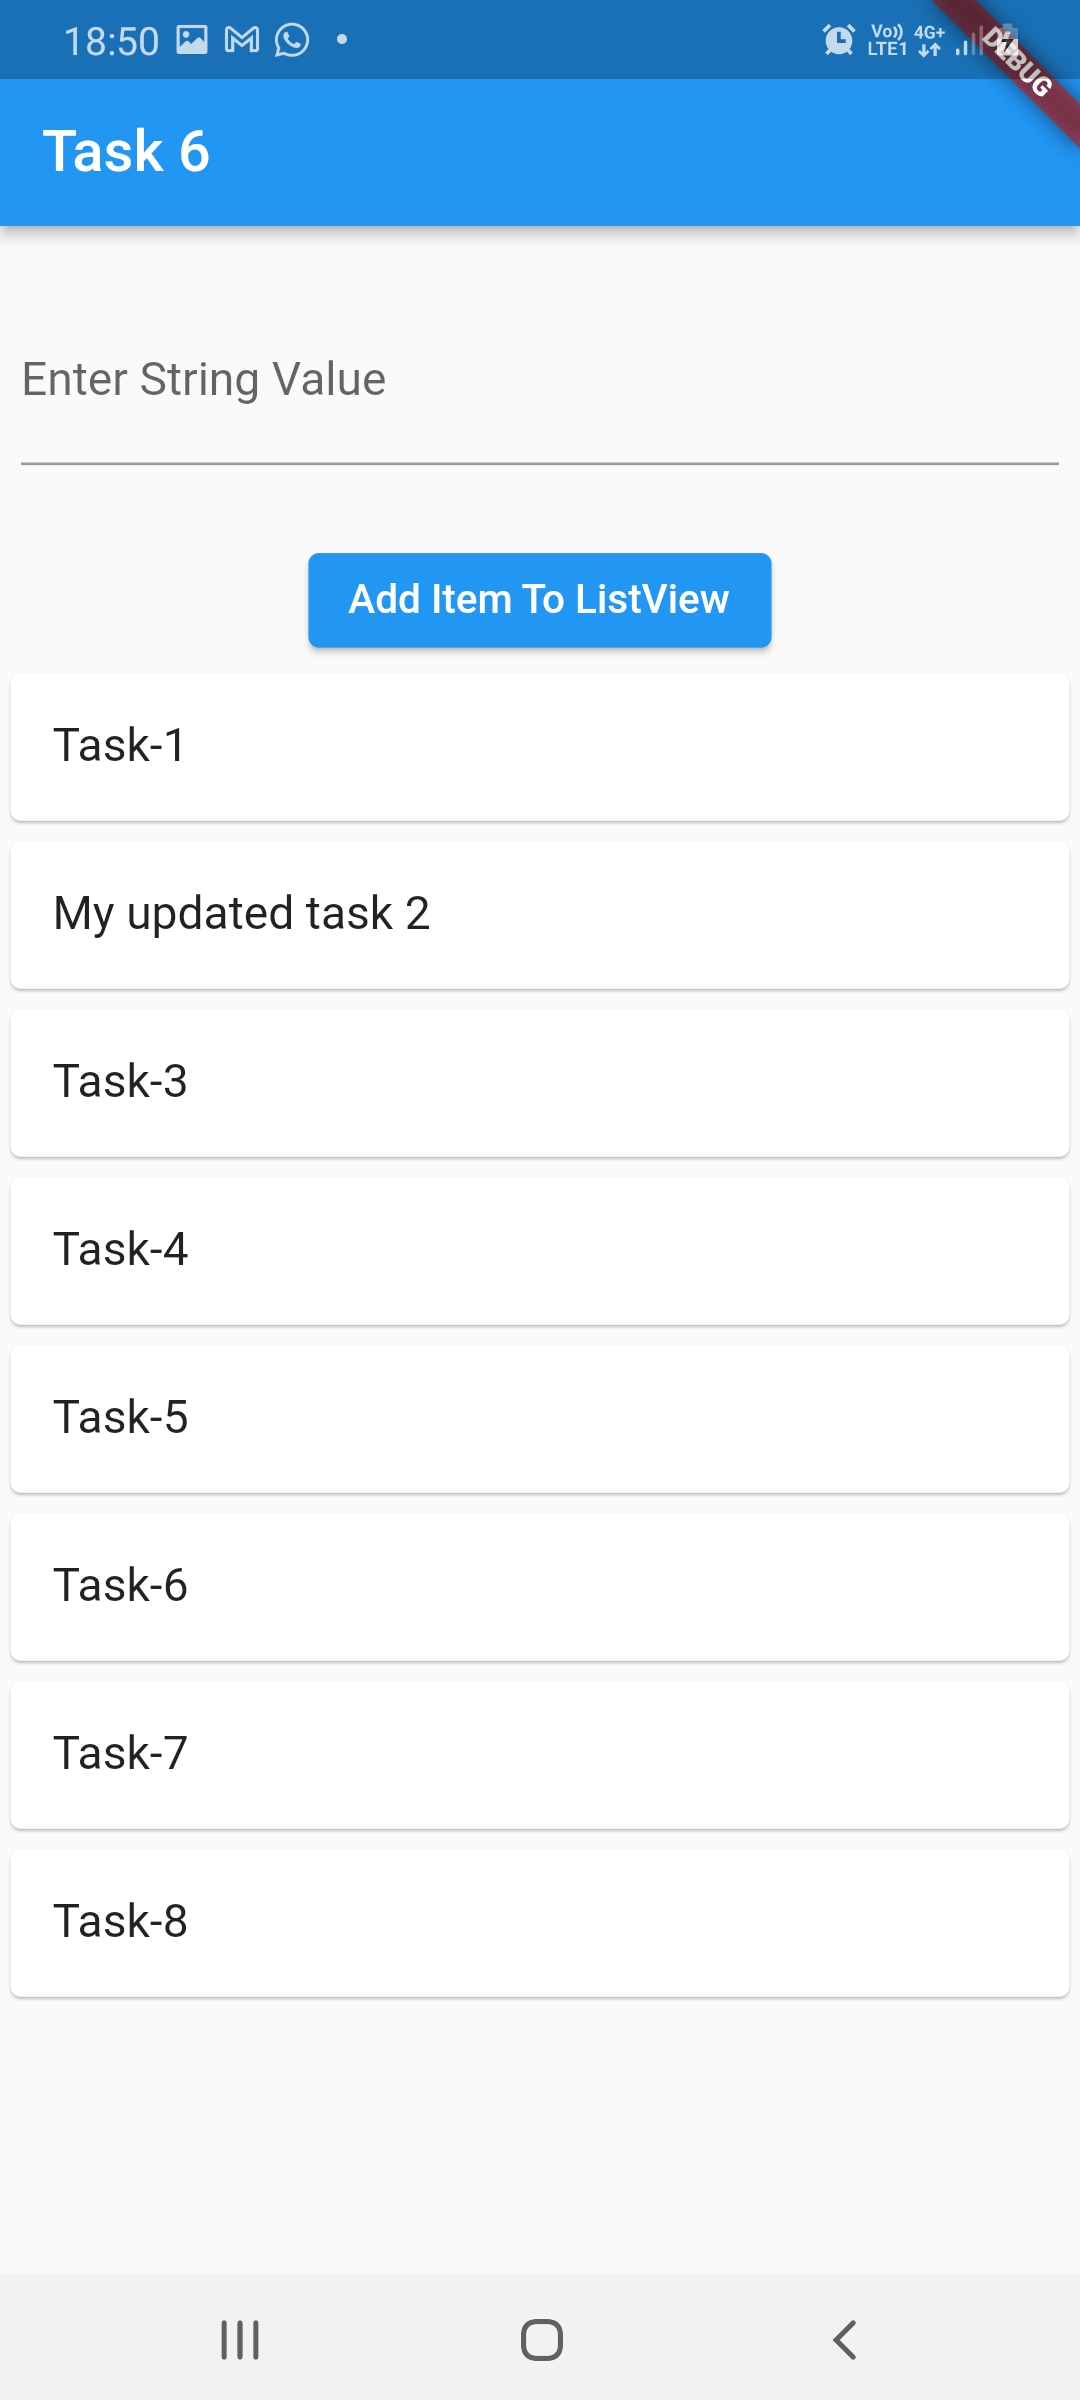 18:50
Vo)) 4G+
LTE1
DEBUG
Task 6
Enter String Value
Add Item To ListView
Task-1
My updated task 2
Task-3
Task-4
Task-5
Task-6
Task-7
Task-8